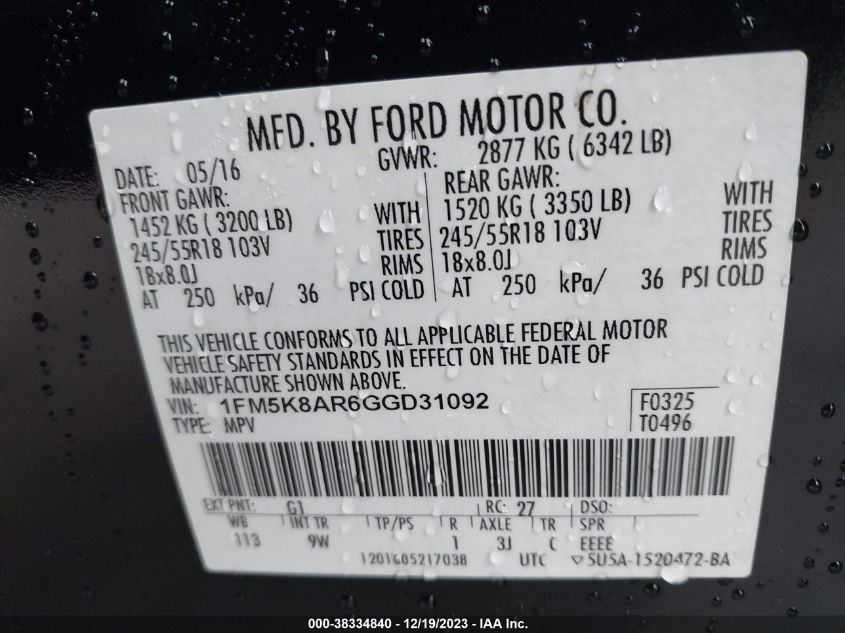 MFD. BY FORD MOTOR CO.
DATE: 05/16 GVWR: 2877 KG ( 6342 LB)
FRONT GAWR: REAR GAWR:
1452 KG ( 3200 LB) WITH 1520 KG ( 3350 LB) WITH
245/55R18 103V TIRES 245/55R18 103V TIRES
18x8.0J RIMS 18x8.0J RIMS
AT 250 kPa/ 36 PSI COLD AT 250 kPa/ 36 PSI COLD
THIS VEHICLE CONFORMS TO ALL APPLICABLE FEDERAL MOTOR
VEHICLE SAFETY STANDARDS IN EFFECT ON THE DATE OF
MANUFACTURE SHOWN ABOVE.
VIN: 1FM5K8AR6GGD31092 F0325
TYPE: MPV T0496
EXT PNT: G1 RC: 27 DSO:
WB INT TR TP/PS R AXLE TR SPR
113 9W 1 3J C EEEE
1201605217038 UTC ▽5U5A-1520472-BA
000-38334840 - 12/19/2023 - IAA Inc.